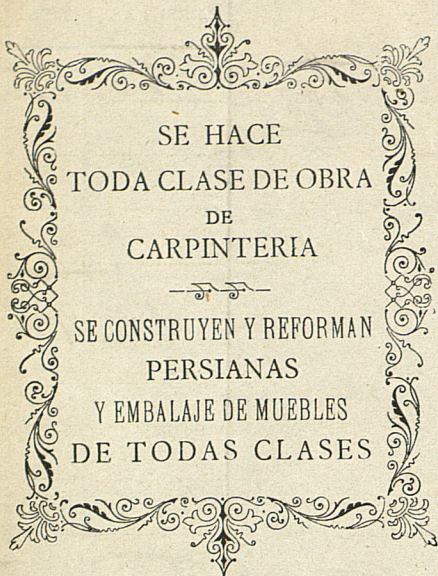 SE HACE
TODA CLASE DE OBRA
DE
CARPINTERIA
SE CONSTRUYEN Y REFORMAN
PERSIANAS
Y EMBALAJE DE MUEBLES
DE TODAS CLASES